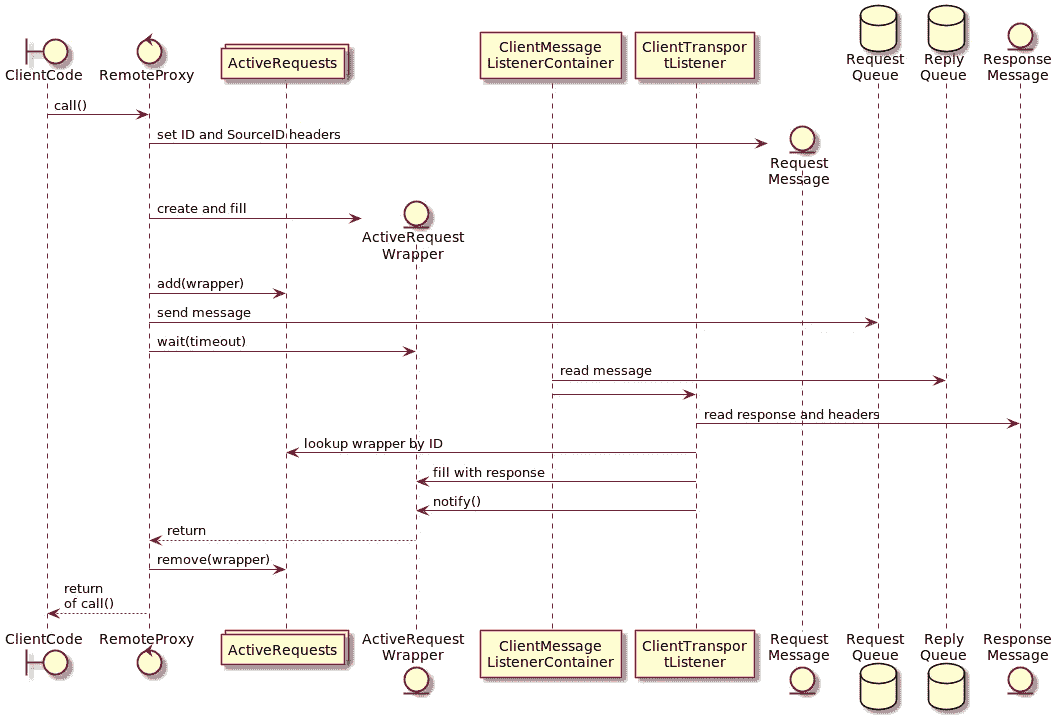 ClientCode
RemoteProxy
ActiveRequests
ClientMessage
ListenerContainer
ClientTranspor
tListener
Request
Queue
Reply
Queue
Response
Message
call()
set ID and SourceID headers
Request
Message
create and fill
ActiveRequest
Wrapper
add(wrapper)
send message
wait(timeout)
read message
read response and headers
lookup wrapper by ID
fill with response
notify()
return
remove(wrapper)
return
of call()
ClientCode
RemoteProxy
ActiveRequests
ActiveRequest
Wrapper
ClientMessage
ListenerContainer
ClientTranspor
tListener
Request
Message
Request
Queue
Reply
Queue
Response
Message